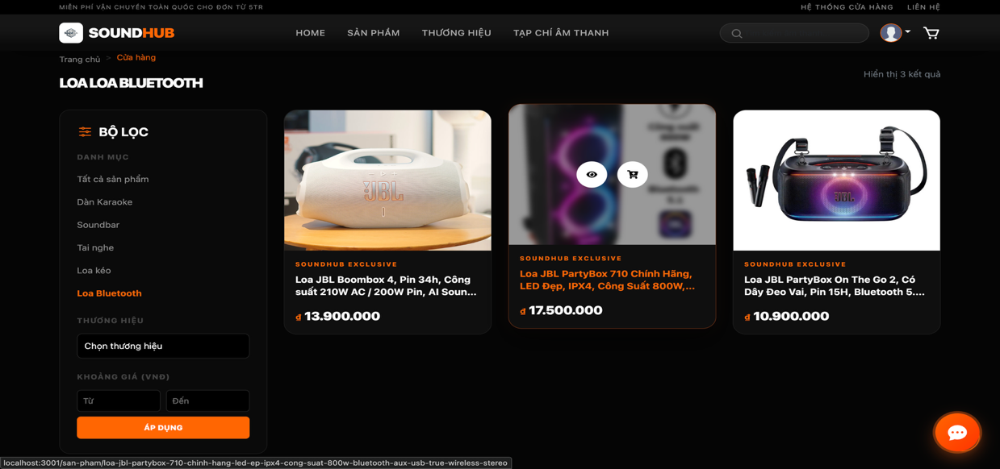 MIỄN PHÍ VẬN CHUYỂN TOÀN QUỐC CHO ĐƠN TỪ 5TR
HỆ THỐNG CỬA HÀNG LIÊN HỆ
SOUNDHUB
HOME SẢN PHẨM THƯƠNG HIỆU TẠP CHÍ ÂM THANH
Trang chủ > Cửa hàng
LOA LOA BLUETOOTH
Hiển thị 3 kết quả
BỘ LỌC
DANH MỤC
Tất cả sản phẩm
Dàn Karaoke
Soundbar
Tai nghe
Loa kéo
Loa Bluetooth
THƯƠNG HIỆU
Chọn thương hiệu
KHOẢNG GIÁ (VNĐ)
Từ Đến
ÁP DỤNG
JBL
SOUNDHUB EXCLUSIVE
Loa JBL Boombox 4, Pin 34h, Công
suất 210W AC / 200W Pin, AI Soun...
₫ 13.900.000
Công suất
800W
Bluetooth
5.1
SOUNDHUB EXCLUSIVE
Loa JBL PartyBox 710 Chính Hãng,
LED Đẹp, IPX4, Công Suất 800W,...
₫ 17.500.000
JBL
SOUNDHUB EXCLUSIVE
Loa JBL PartyBox On The Go 2, Có
Dây Đeo Vai, Pin 15H, Bluetooth 5....
₫ 10.900.000
localhost:3001/san-pham/loa-jbl-partybox-710-chinh-hang-led-ep-ipx4-cong-suat-800w-bluetooth-aux-usb-true-wireless-stereo